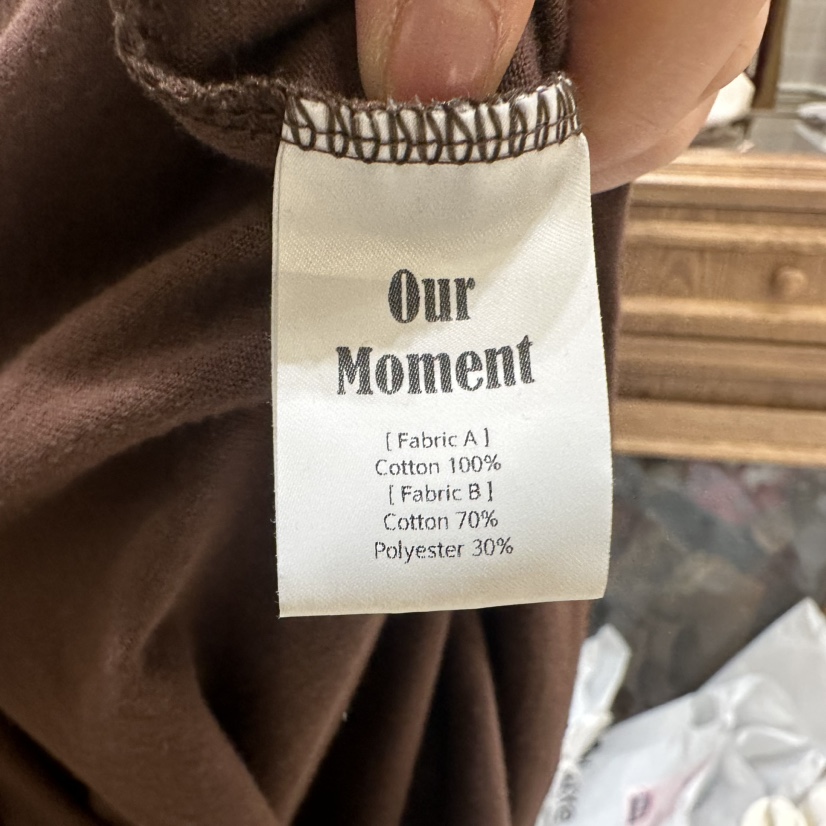 Our
Moment
[ Fabric A ]
Cotton 100%
[ Fabric B ]
Cotton 70%
Polyester 30%